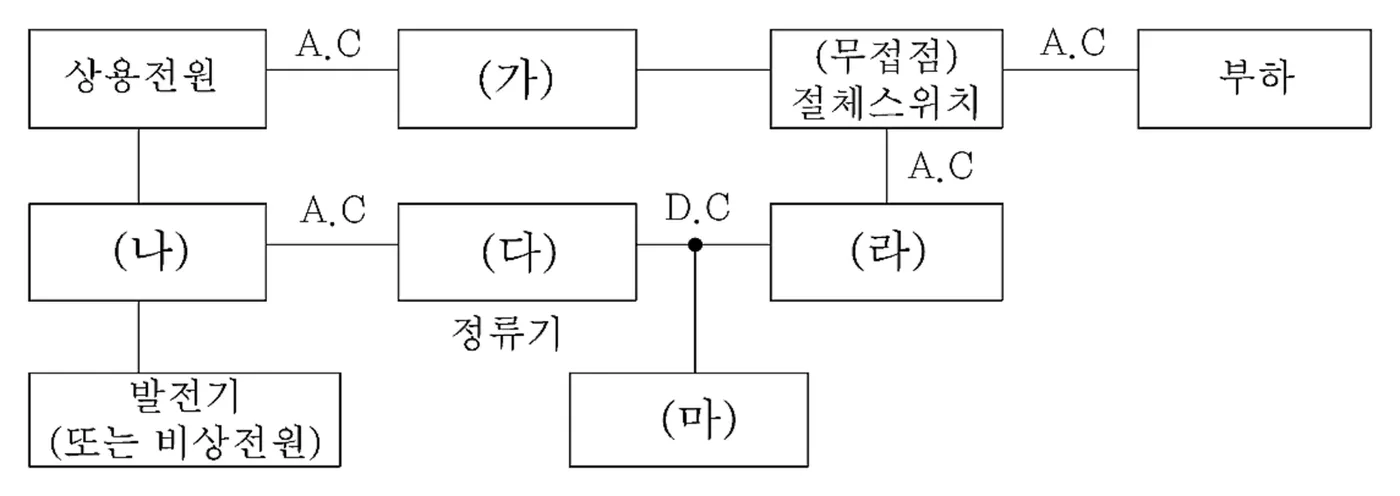 상용전원
A.C
(가)
(무접점)
절체스위치
A.C
부하
A.C
(나)
A.C
(다)
D.C
(라)
정류기
발전기
(또는 비상전원)
(마)